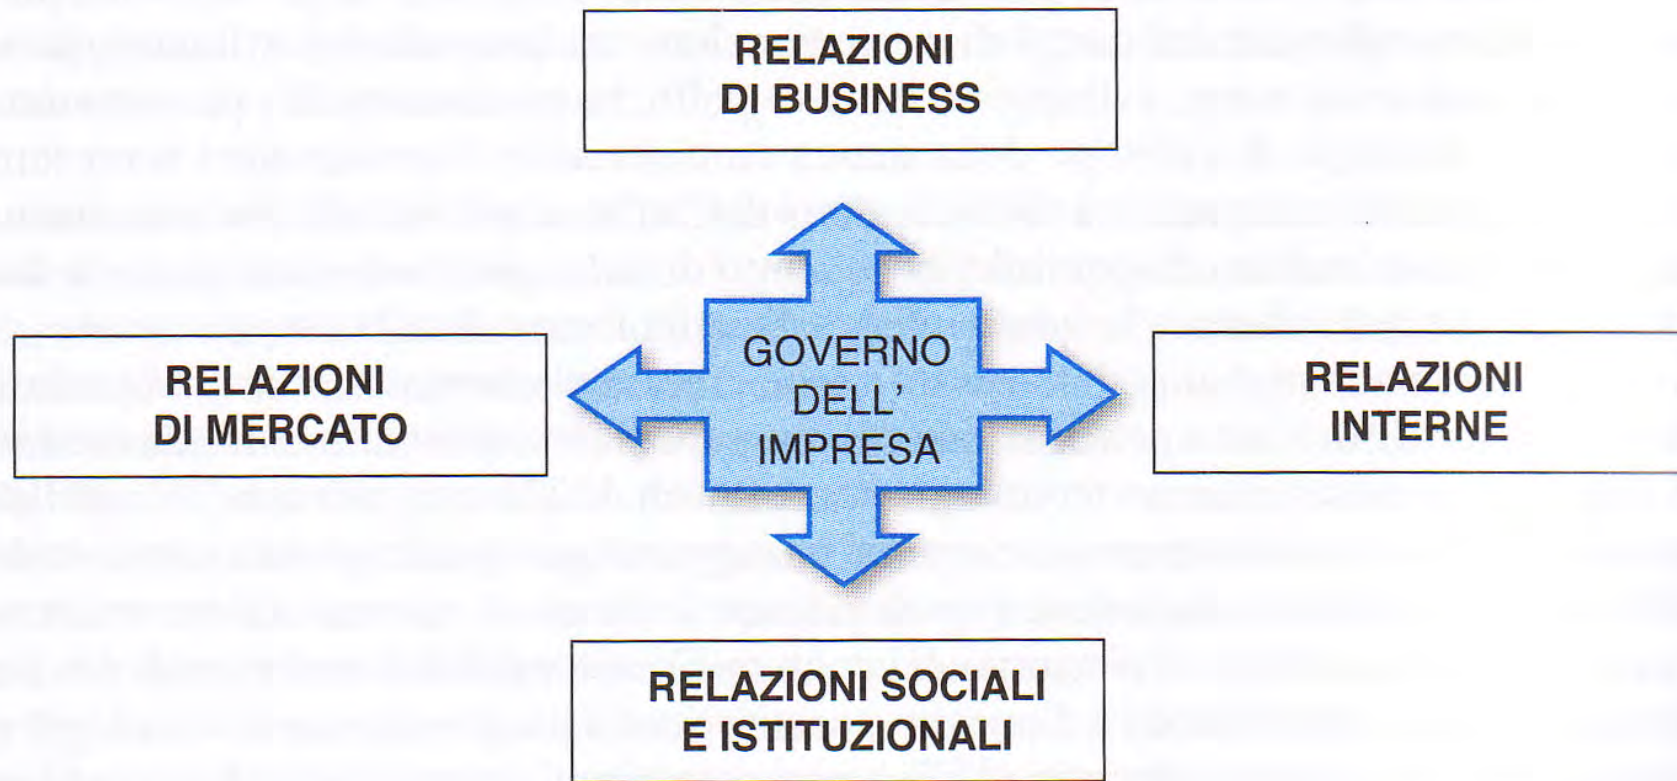 RELAZIONI
DI BUSINESS
RELAZIONI
DI MERCATO
GOVERNO
DELL'
IMPRESA
RELAZIONI
INTERNE
RELAZIONI SOCIALI
E ISTITUZIONALI